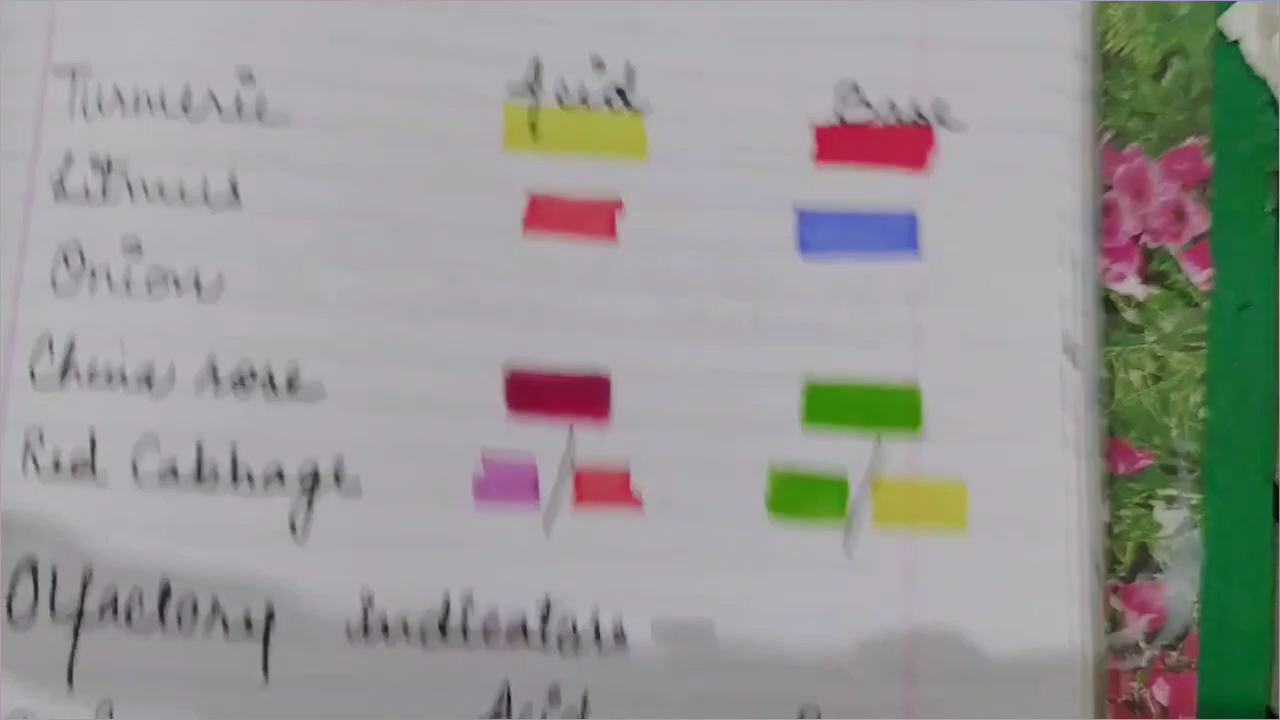 Turmeric Acid Base
Litmus
Onion
China rose
Red Cabbage
Olfactory indicators
Acid